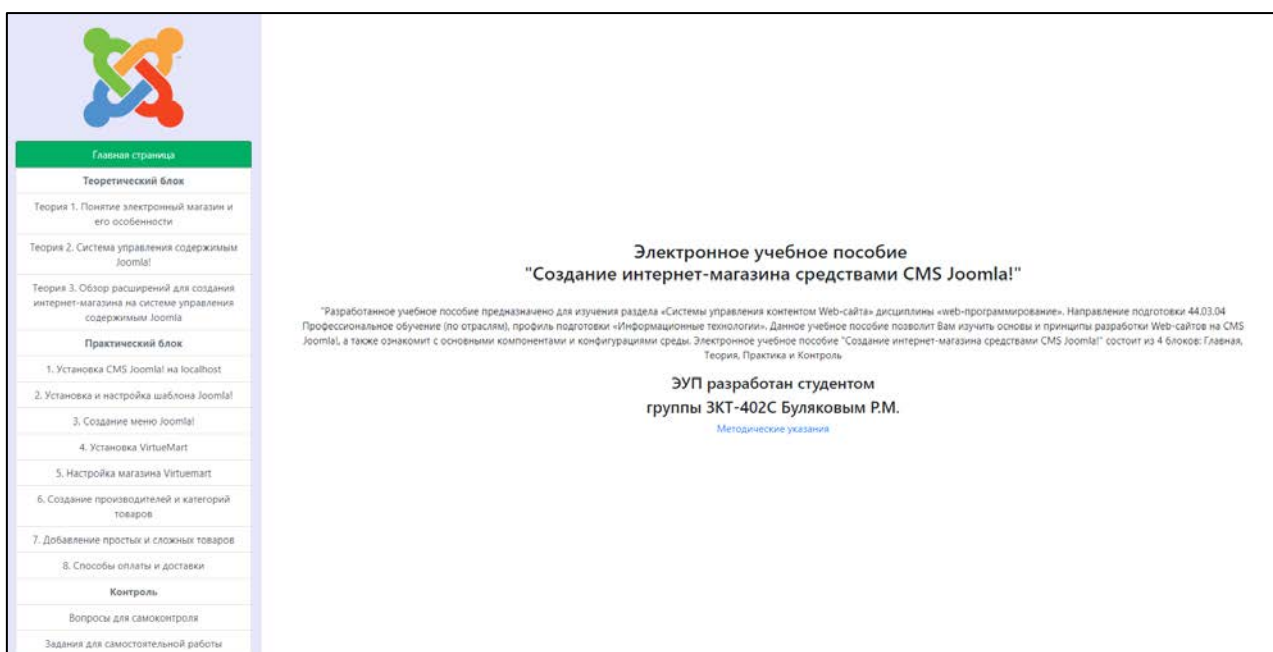 Главная страница
Теоретический блок
Теория 1. Понятие электронный магазин и
его особенности
Теория 2. Система управления содержимым
Joomla!
Теория 3. Обзор расширений для создания
интернет-магазина на системе управления
содержимым Joomla
Практический блок
1. Установка CMS Joomla! на localhost
2. Установка и настройка шаблона Joomla!
3. Создание меню Joomla!
4. Установка VirtueMart
5. Настройка магазина Virtuemart
6. Создание производителей и категорий
товаров
7. Добавление простых и сложных товаров
8. Способы оплаты и доставки
Контроль
Вопросы для самоконтроля
Задания для самостоятельной работы
Электронное учебное пособие
"Создание интернет-магазина средствами CMS Joomla!"
"Разработанное учебное пособие предназначено для изучения раздела «Системы управления контентом Web-сайта» дисциплины «web-программирование». Направление подготовки 44.03.04
Профессиональное обучение (по отраслям), профиль подготовки «Информационные технологии». Данное учебное пособие позволит Вам изучить основы и принципы разработки Web-сайтов на CMS
Joomla!, а также ознакомит с основными компонентами и конфигурациями среды. Электронное учебное пособие "Создание интернет-магазина средствами CMS Joomla!" состоит из 4 блоков: Главная,
Теория, Практика и Контроль
ЭУП разработан студентом
группы ЗКТ-402С Буляковым Р.М.
Методические указания